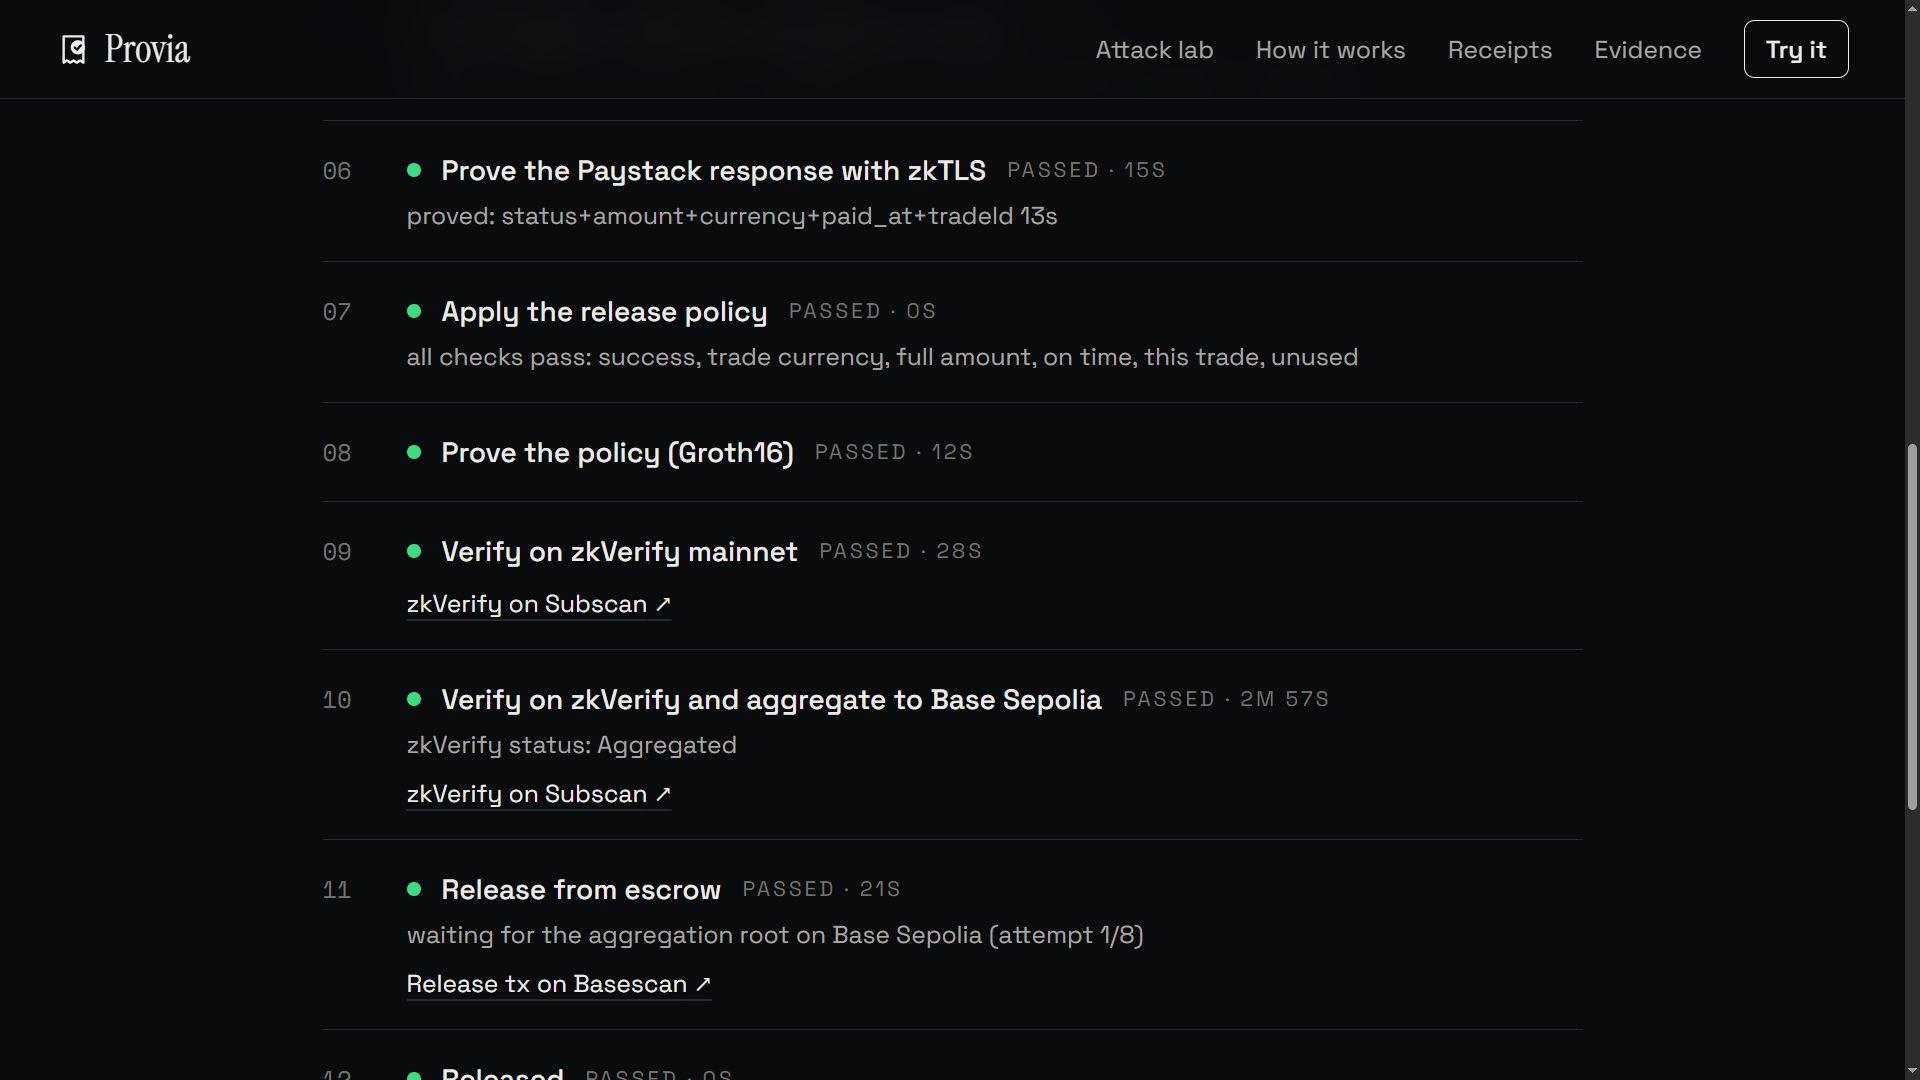 Provia
Attack lab
How it works
Receipts
Evidence
Try it
06 Prove the Paystack response with zkTLS PASSED · 15S
proved: status+amount+currency+paid_at+tradeId 13s
07 Apply the release policy PASSED · 0S
all checks pass: success, trade currency, full amount, on time, this trade, unused
08 Prove the policy (Groth16) PASSED · 12S
09 Verify on zkVerify mainnet PASSED · 28S
zkVerify on Subscan ↗
10 Verify on zkVerify and aggregate to Base Sepolia PASSED · 2M 57S
zkVerify status: Aggregated
zkVerify on Subscan ↗
11 Release from escrow PASSED · 21S
waiting for the aggregation root on Base Sepolia (attempt 1/8)
Release tx on Basescan ↗
12 Released PASSED · 0S